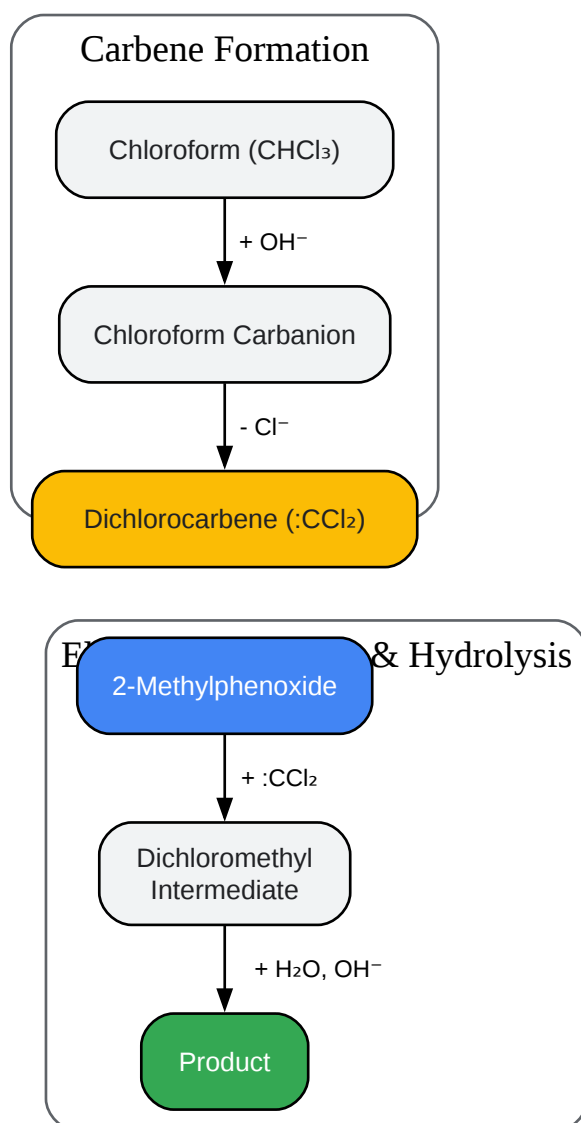 Carbene Formation
Chloroform (CHCl₃)
+ OH⁻
Chloroform Carbanion
- Cl⁻
Dichlorocarbene (:CCl₂)
& Hydrolysis
2-Methylphenoxide
+ :CCl₂
Dichloromethyl
Intermediate
+ H₂O, OH⁻
Product